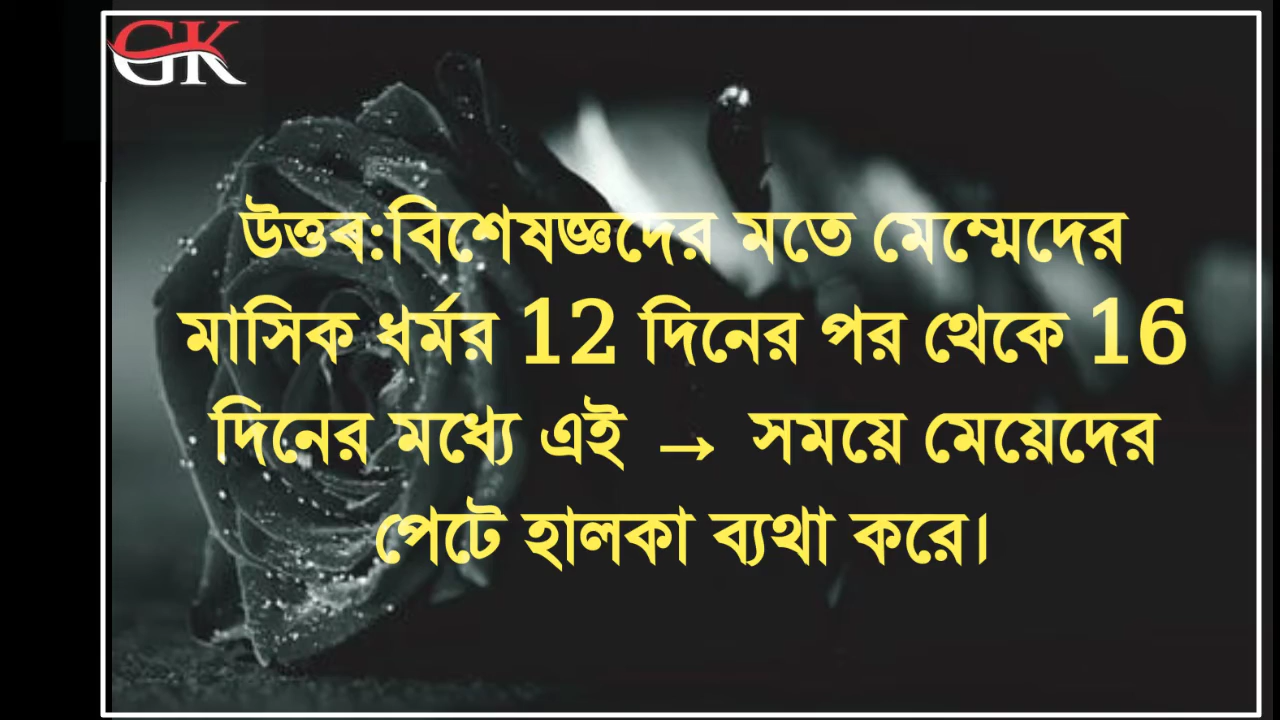 GK
উত্তৰ:বিশেষজ্ঞদের মতে মেম্মেদের
মাসিক ধর্মর 12 দিনের পর থেকে 16
দিনের মধ্যে এই → সময়ে মেয়েদের
পেটে হালকা ব্যথা করে।